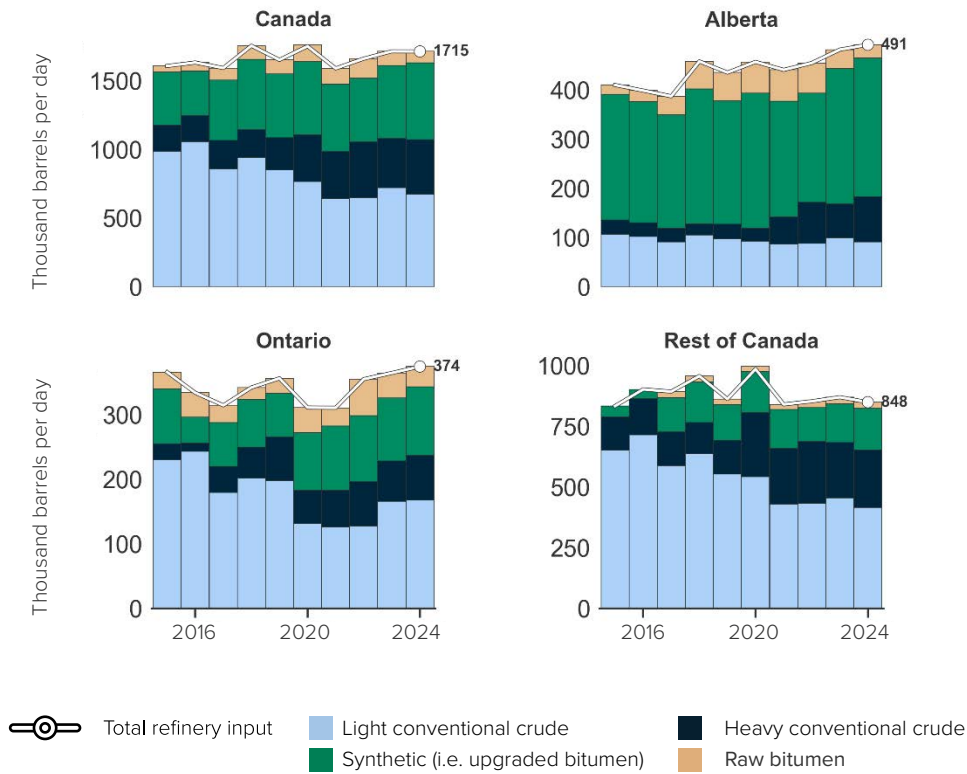 Canada
Thousand barrels per day
1500
1000
500
0
1715
Alberta
400
300
200
100
0
491
Ontario
Thousand barrels per day
300
200
100
0
374
2016 2020 2024
Rest of Canada
1000
750
500
250
0
848
2016 2020 2024
Total refinery input
Light conventional crude
Heavy conventional crude
Synthetic (i.e. upgraded bitumen)
Raw bitumen